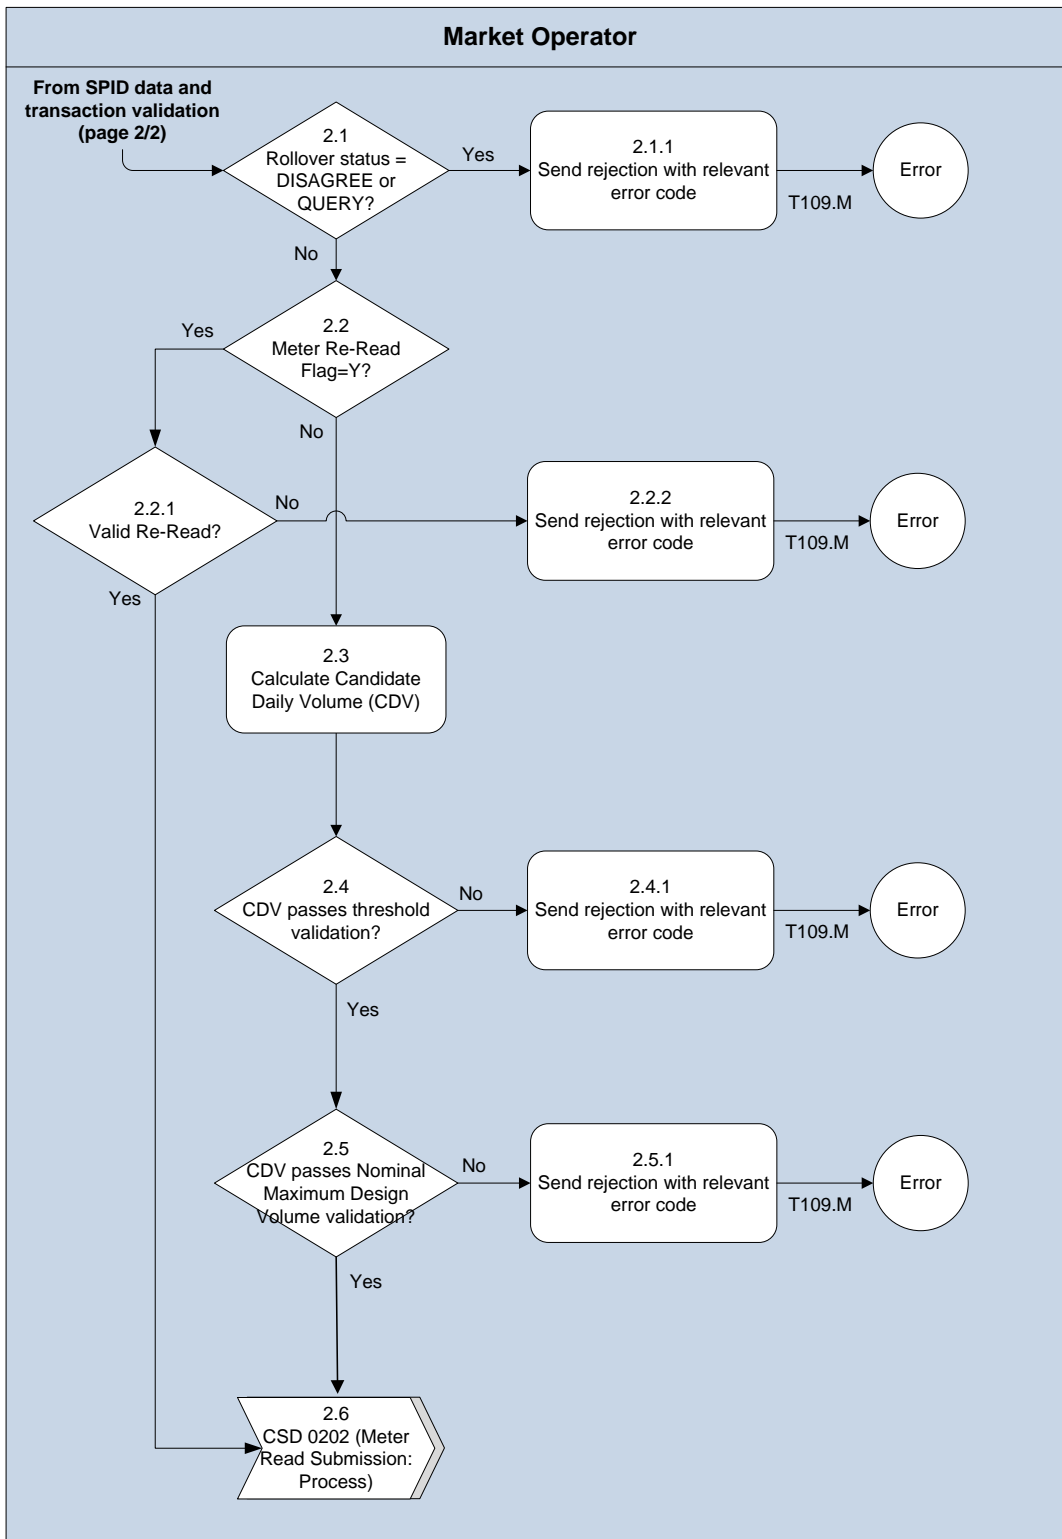 Market Operator
From SPID data and
transaction validation
(page 2/2)
2.1
Rollover status =
DISAGREE or
QUERY?
Yes
2.1.1
Send rejection with relevant
error code
T109.M
Error
No
2.2
Meter Re-Read
Flag=Y?
Yes
No
2.2.1
Valid Re-Read?
No
2.2.2
Send rejection with relevant
error code
T109.M
Error
Yes
2.3
Calculate Candidate
Daily Volume (CDV)
2.4
CDV passes threshold
validation?
No
2.4.1
Send rejection with relevant
error code
T109.M
Error
Yes
2.5
CDV passes Nominal
Maximum Design
Volume validation?
No
2.5.1
Send rejection with relevant
error code
T109.M
Error
Yes
2.6
CSD 0202 (Meter
Read Submission:
Process)